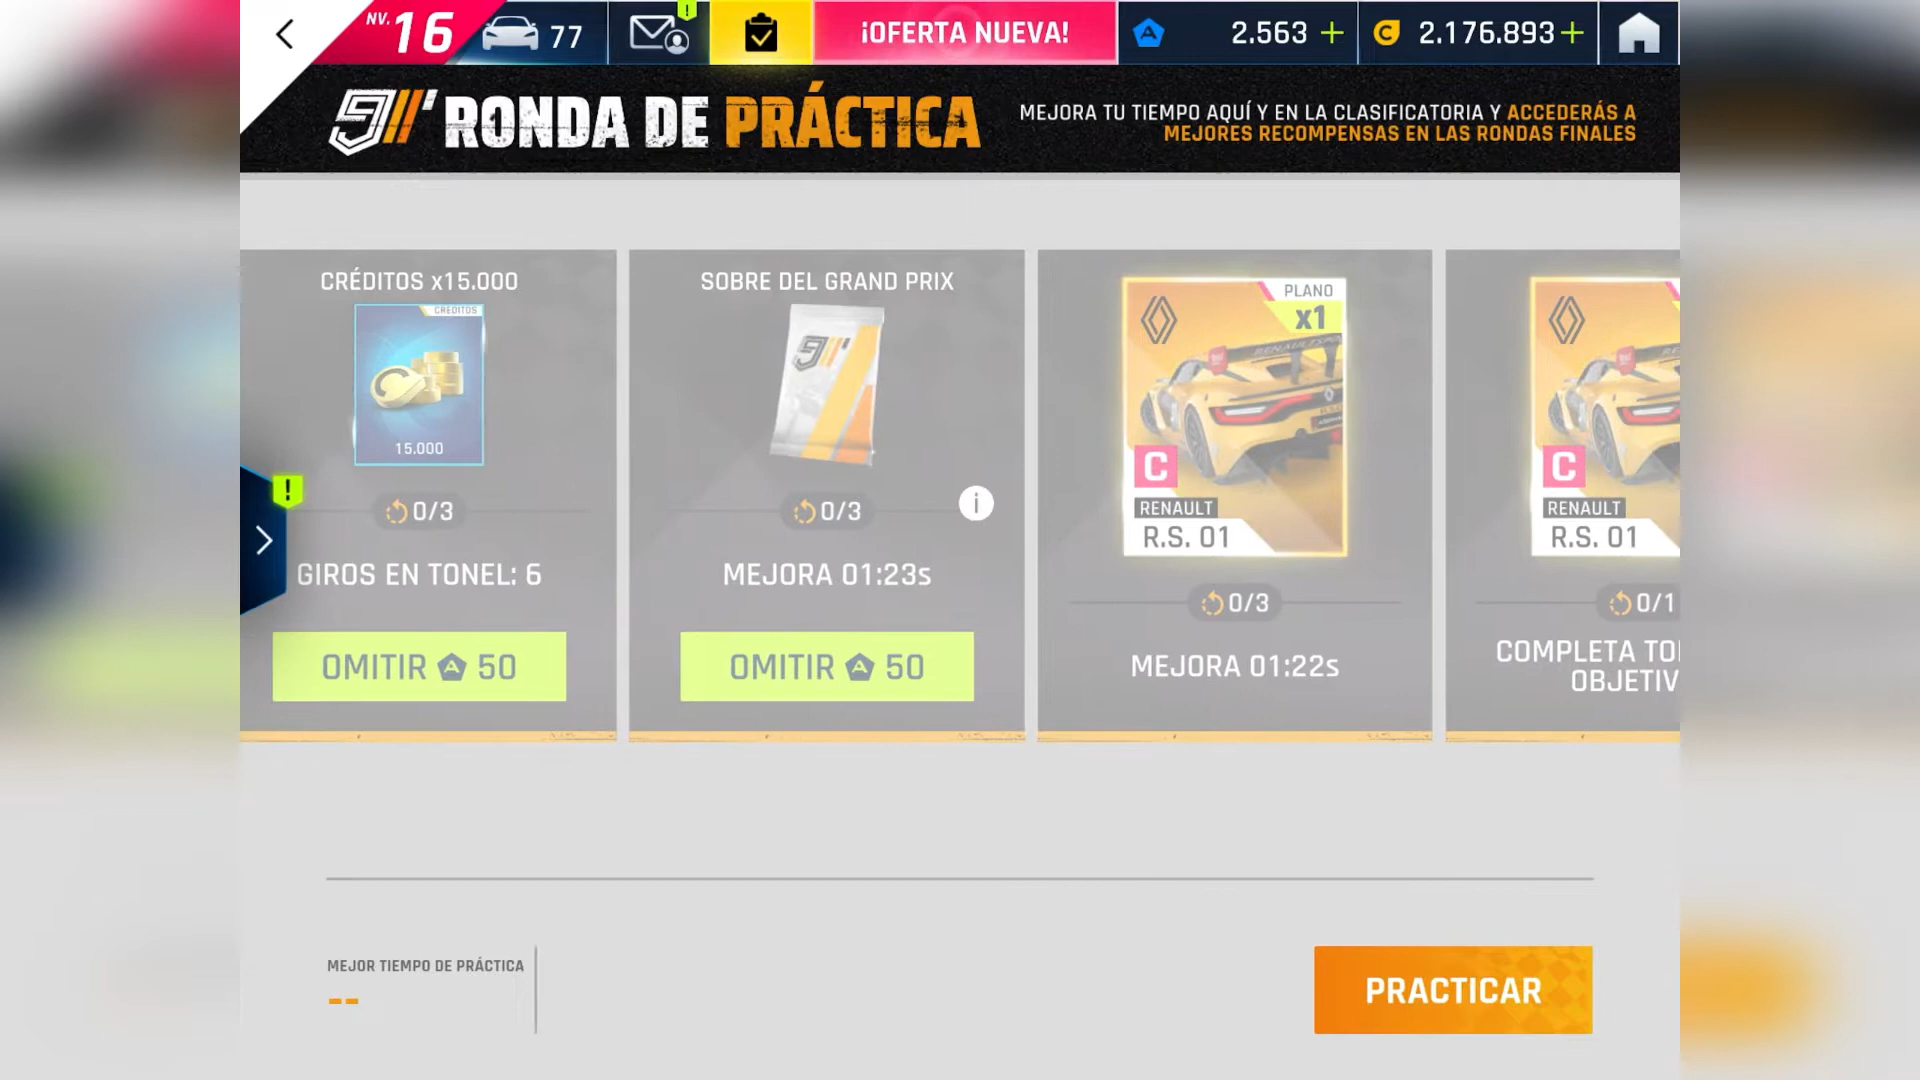 NV. 16
77
!
¡OFERTA NUEVA!
2.563
2.176.893
RONDA DE PRÁCTICA
MEJORA TU TIEMPO AQUÍ Y EN LA CLASIFICATORIA Y ACCEDERÁS A
MEJORES RECOMPENSAS EN LAS RONDAS FINALES
CRÉDITOS x15.000
CRÉDITOS
15.000
0/3
GIROS EN TONEL: 6
OMITIR 50
!
SOBRE DEL GRAND PRIX
0/3
i
MEJORA 01:23s
OMITIR 50
PLANO
x1
C
RENAULT
R.S. 01
0/3
MEJORA 01:22s
C
RENAULT
R.S. 01
0/1
COMPLETA TO
OBJETIV
MEJOR TIEMPO DE PRÁCTICA
--
PRACTICAR